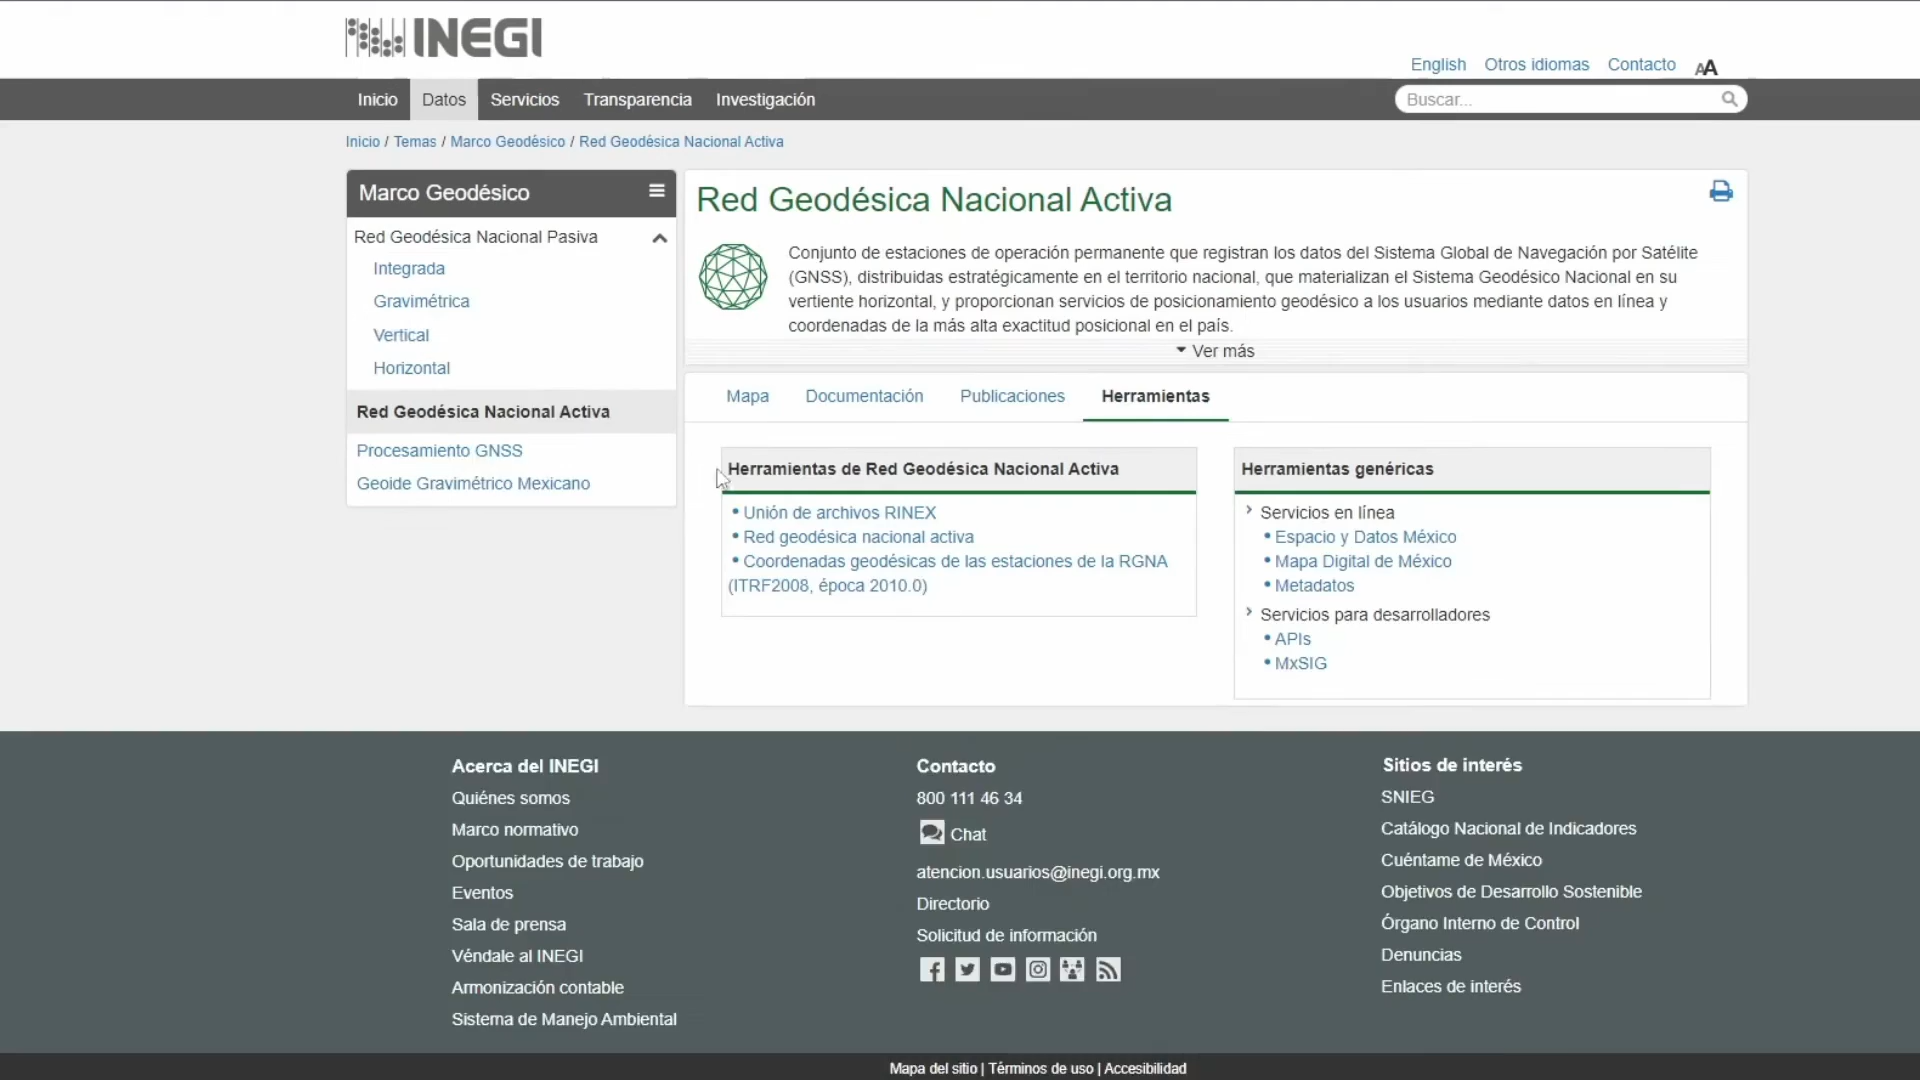 INEGI
English Otros idiomas Contacto AA
Inicio Datos Servicios Transparencia Investigación Buscar...
Inicio / Temas / Marco Geodésico / Red Geodésica Nacional Activa
Marco Geodésico
Red Geodésica Nacional Pasiva
Integrada
Gravimétrica
Vertical
Horizontal
Red Geodésica Nacional Activa
Procesamiento GNSS
Geoide Gravimétrico Mexicano
Red Geodésica Nacional Activa
Conjunto de estaciones de operación permanente que registran los datos del Sistema Global de Navegación por Satélite
(GNSS), distribuidas estratégicamente en el territorio nacional, que materializan el Sistema Geodésico Nacional en su
vertiente horizontal, y proporcionan servicios de posicionamiento geodésico a los usuarios mediante datos en línea y
coordenadas de la más alta exactitud posicional en el país.
Ver más
Mapa Documentación Publicaciones Herramientas
Herramientas de Red Geodésica Nacional Activa
• Unión de archivos RINEX
• Red geodésica nacional activa
• Coordenadas geodésicas de las estaciones de la RGNA
(ITRF2008, época 2010.0)
Herramientas genéricas
Servicios en línea
• Espacio y Datos México
• Mapa Digital de México
• Metadatos
Servicios para desarrolladores
• APIs
• MxSIG
Acerca del INEGI
Quiénes somos
Marco normativo
Oportunidades de trabajo
Eventos
Sala de prensa
Véndale al INEGI
Armonización contable
Sistema de Manejo Ambiental
Contacto
800 111 46 34
Chat
atencion.usuarios@inegi.org.mx
Directorio
Solicitud de información
Sitios de interés
SNIEG
Catálogo Nacional de Indicadores
Cuéntame de México
Objetivos de Desarrollo Sostenible
Órgano Interno de Control
Denuncias
Enlaces de interés
Mapa del sitio | Términos de uso | Accesibilidad